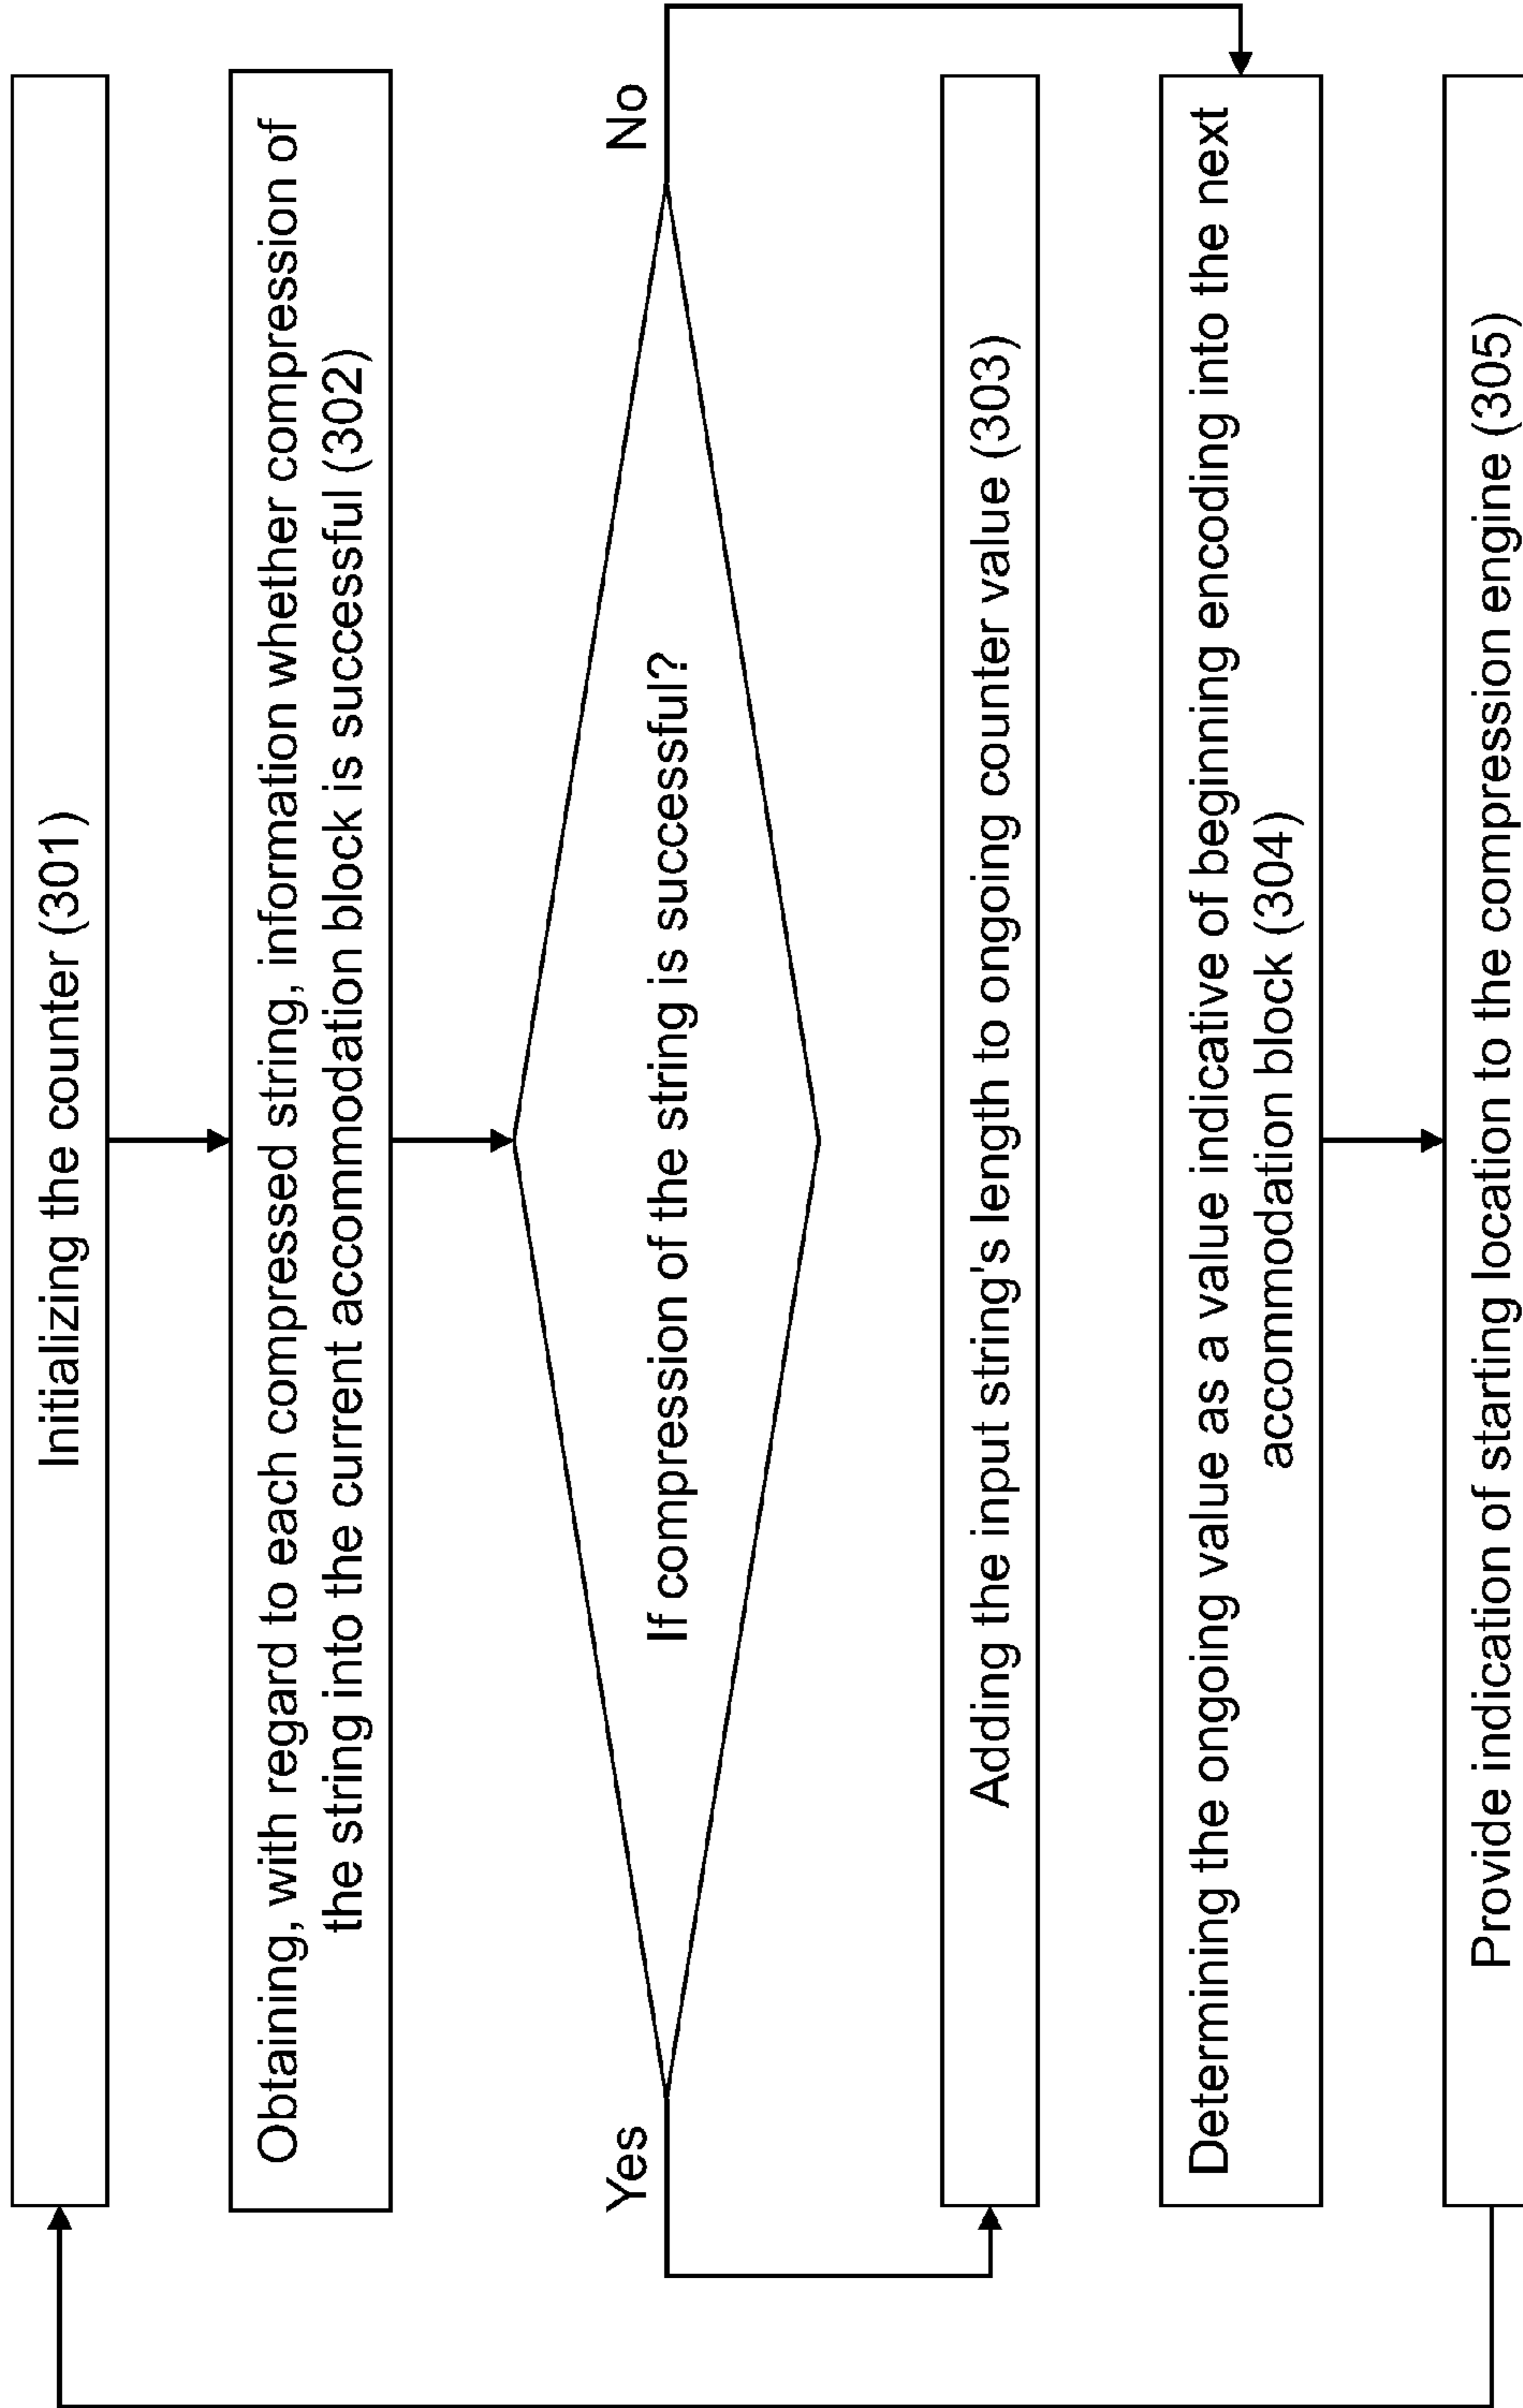 Initializing the counter (301)
Obtaining, with regard to each compressed string, information whether compression of
the string into the current accommodation block is successful (302)
Yes
No
If compression of the string is successful?
Adding the input string's length to ongoing counter value (303)
Determining the ongoing value as a value indicative of beginning encoding into the next
accommodation block (304)
Provide indication of starting location to the compression engine (305)